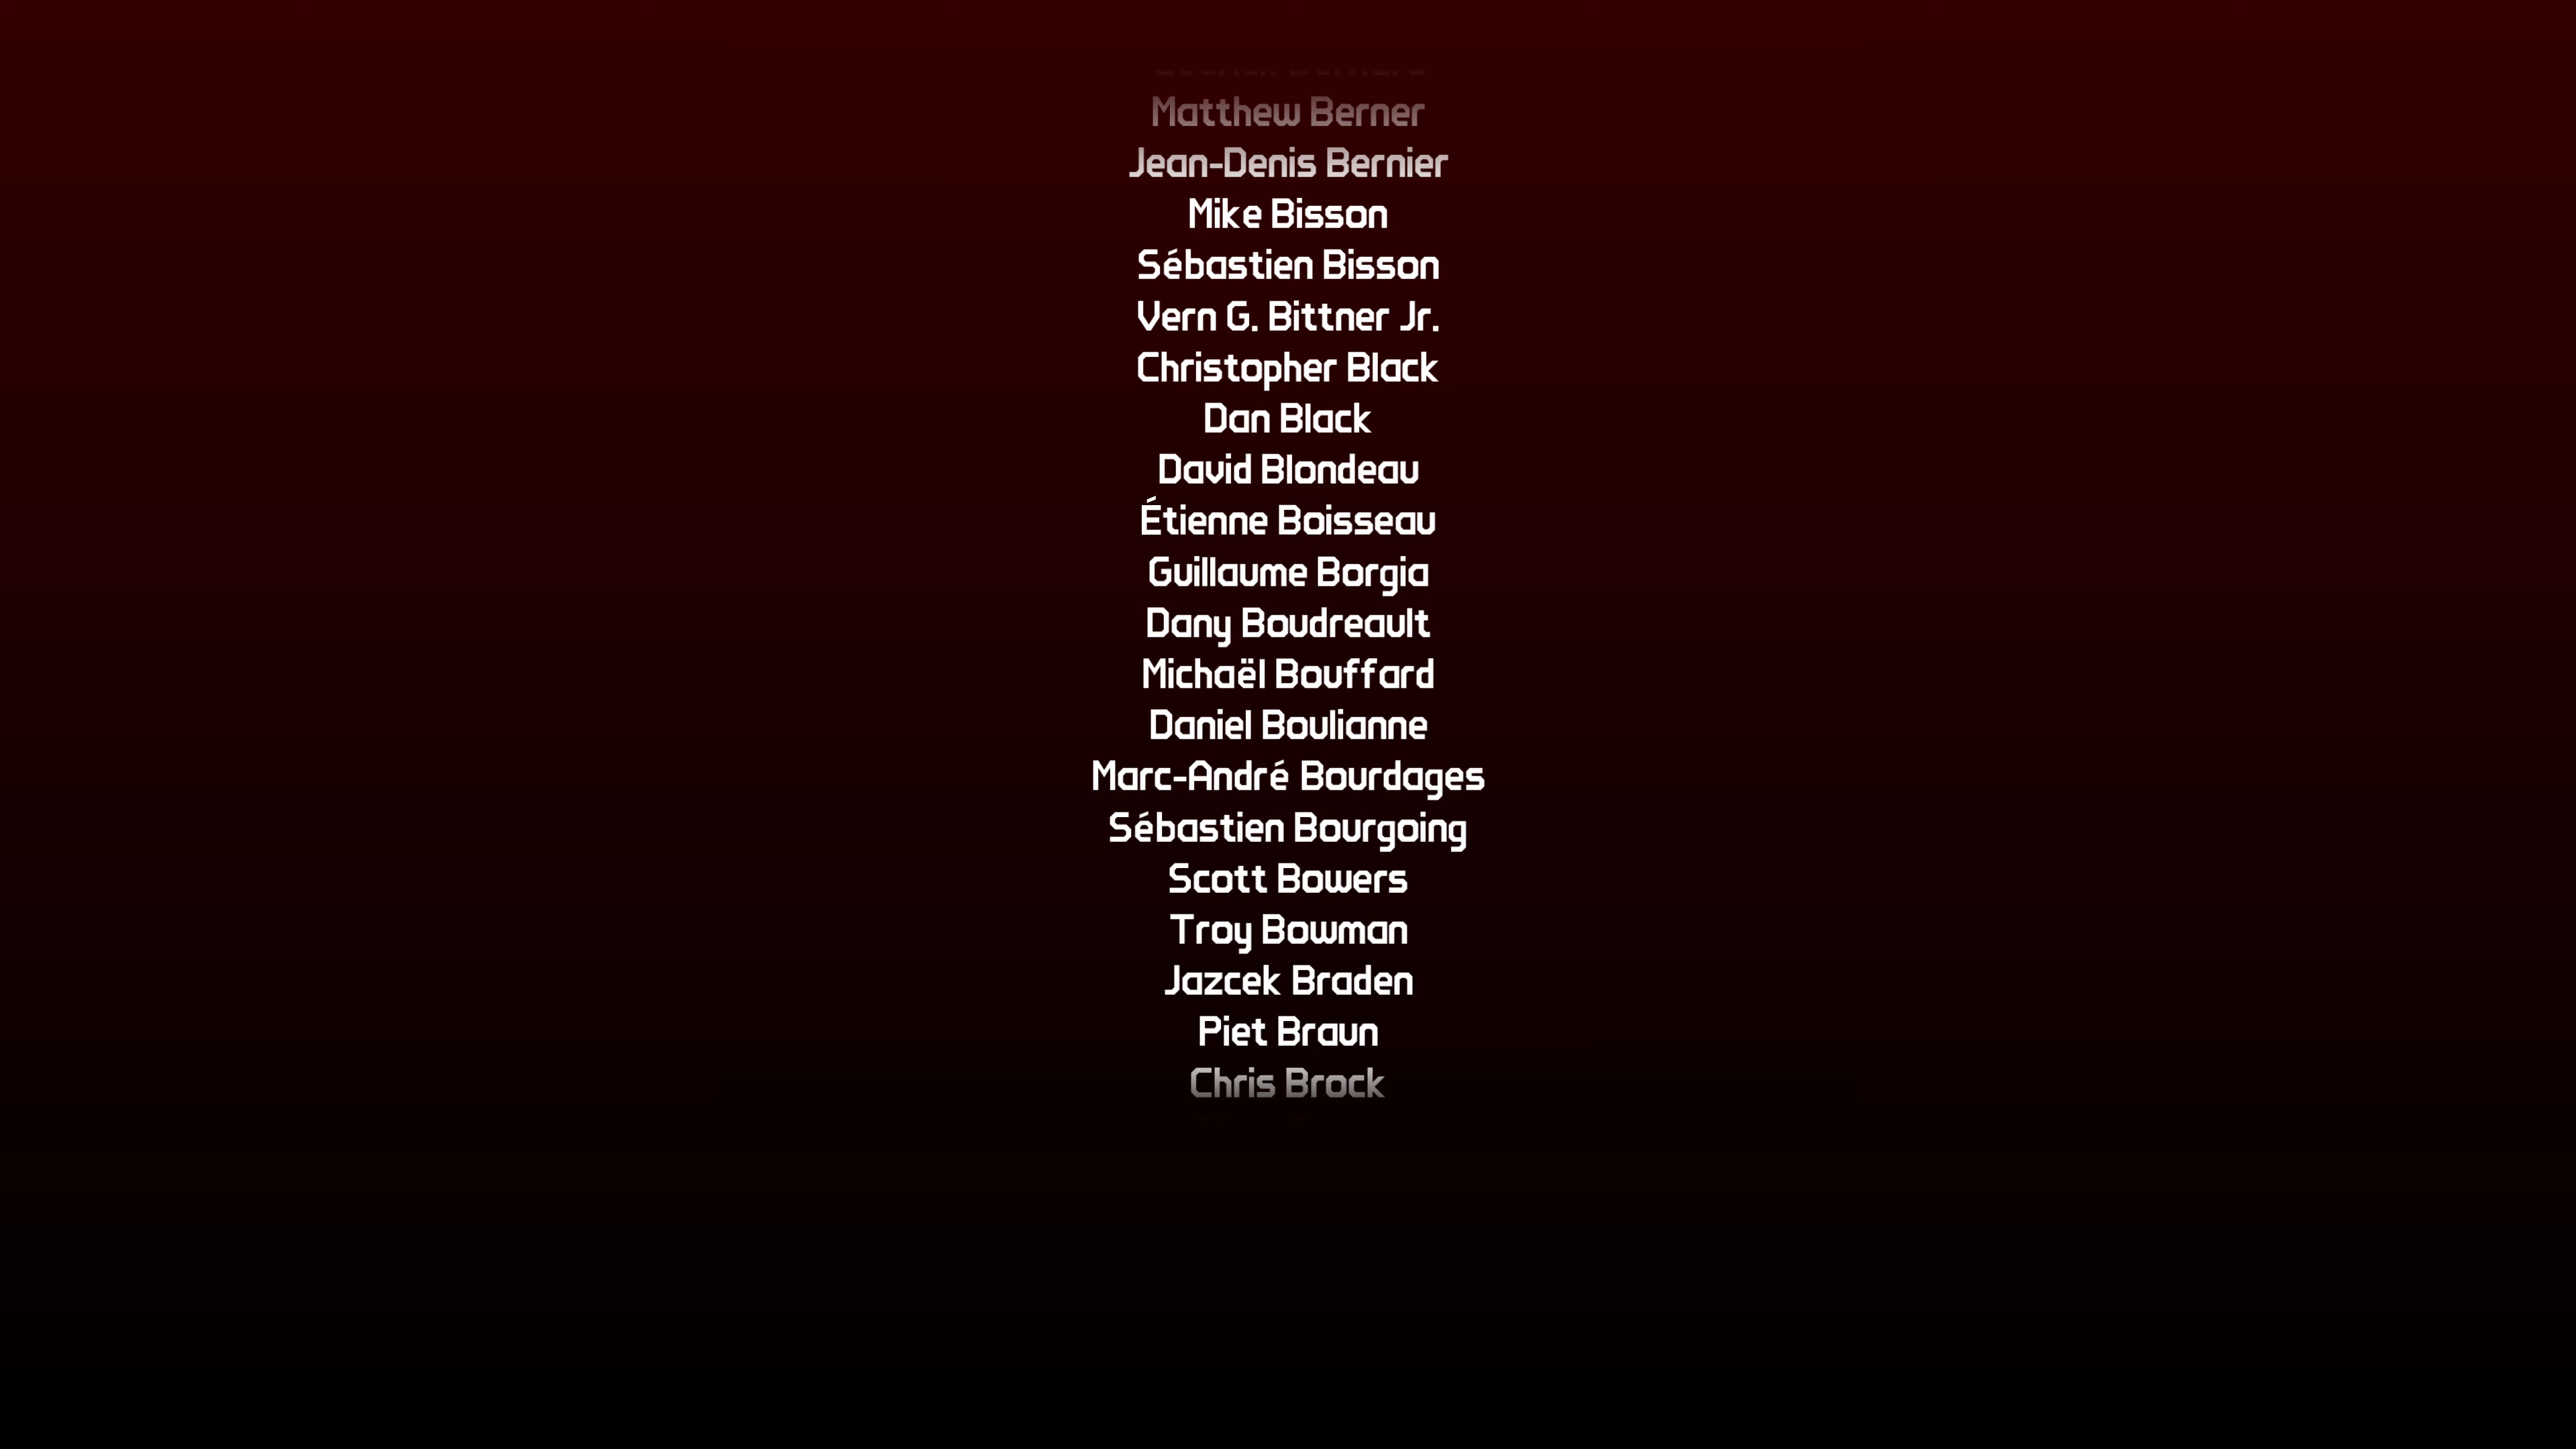 Matthew Berner
Jean-Denis Bernier
Mike Bisson
Sébastien Bisson
Vern G. Bittner Jr.
Christopher Black
Dan Black
David Blondeau
Étienne Boisseau
Guillaume Borgia
Dany Boudreault
Michaël Bouffard
Daniel Boulianne
Marc-André Bourdages
Sébastien Bourgoing
Scott Bowers
Troy Bowman
Jazcek Braden
Piet Braun
Chris Brock